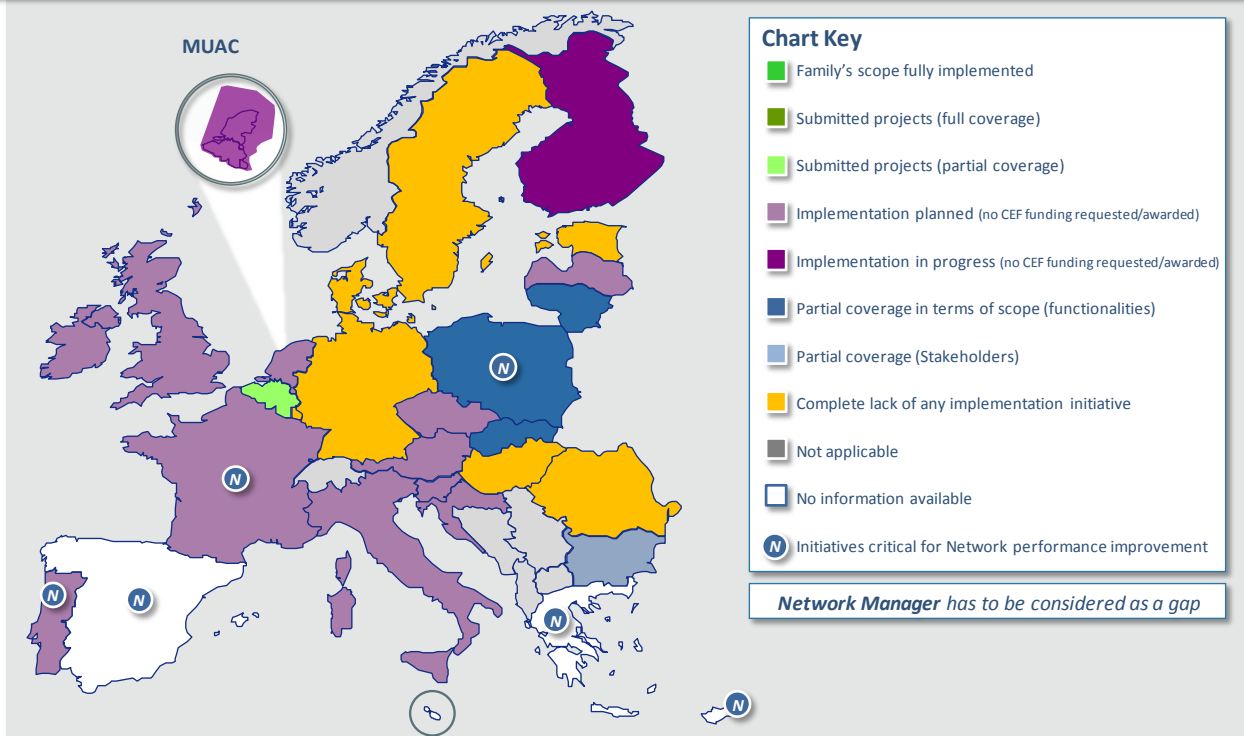 MUAC
N
N
N
N
N
N
Chart Key
Family's scope fully implemented
Submitted projects (full coverage)
Submitted projects (partial coverage)
Implementation planned (no CEF funding requested/awarded)
Implementation in progress (no CEF funding requested/awarded)
Partial coverage in terms of scope (functionalities)
Partial coverage (Stakeholders)
Complete lack of any implementation initiative
Not applicable
No information available
N Initiatives critical for Network performance improvement
Network Manager has to be considered as a gap